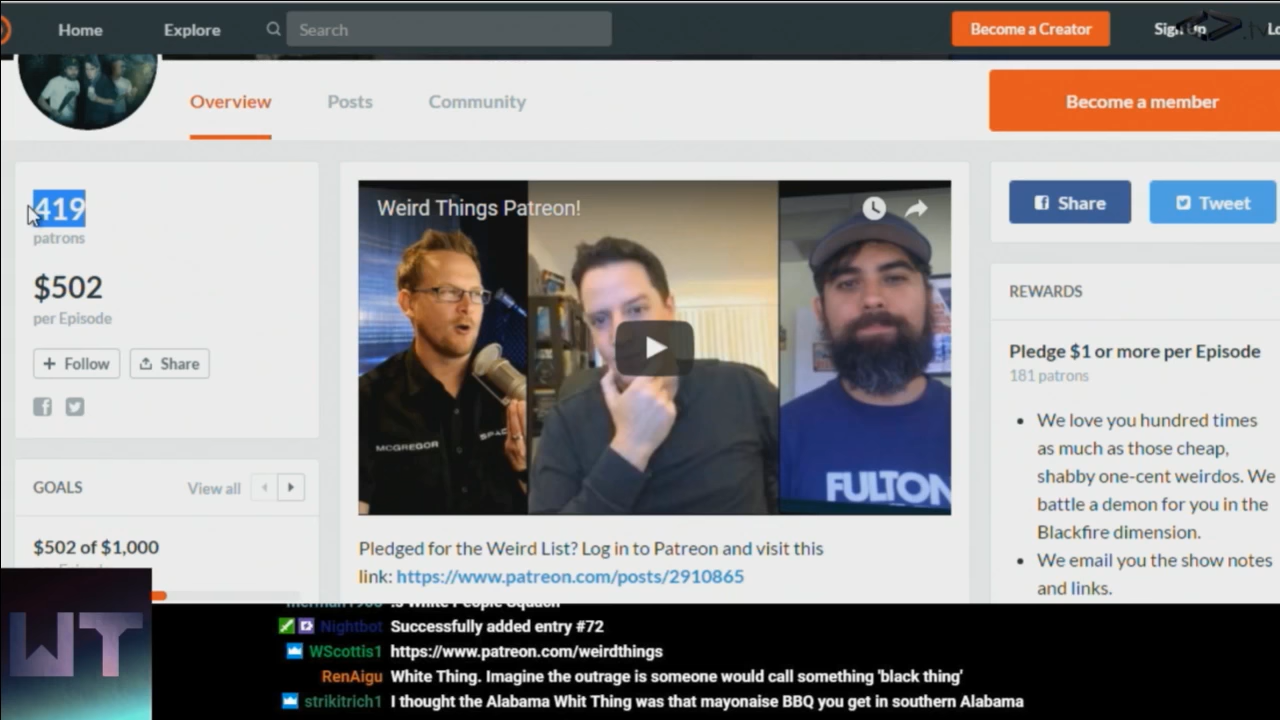 Home
Explore
Search
Become a Creator
Sign Up
.tv
Overview
Posts
Community
Become a member
419
patrons
$502
per Episode
+ Follow
Share
GOALS
View all
$502 of $1,000
Weird Things Patreon!
MCGREGOR
FULTON
Pledged for the Weird List? Log in to Patreon and visit this
link: https://www.patreon.com/posts/2910865
Share
Tweet
REWARDS
Pledge $1 or more per Episode
181 patrons
• We love you hundred times
as much as those cheap,
shabby one-cent weirdos. We
battle a demon for you in the
Blackfire dimension.
• We email you the show notes
and links.
WT
Nightbot Successfully added entry #72
WScottis1 https://www.patreon.com/weirdthings
RenAigu White Thing. Imagine the outrage is someone would call something 'black thing'
strikitrich1 I thought the Alabama Whit Thing was that mayonaise BBQ you get in southern Alabama